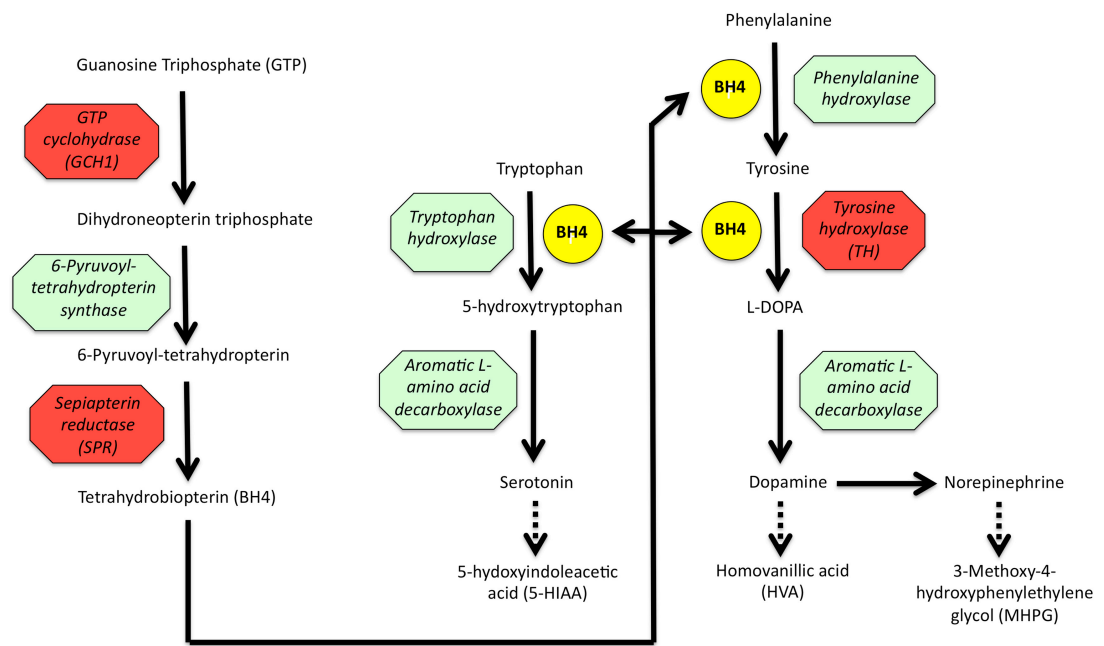 Guanosine Triphosphate (GTP)
GTP
cyclohydrase
(GCH1)
Dihydroneopterin triphosphate
6-Pyruvoyl-
tetrahydropterin
synthase
6-Pyruvoyl-tetrahydropterin
Sepiapterin
reductase
(SPR)
Tetrahydrobiopterin (BH4)
Tryptophan
Tryptophan
hydroxylase
BH4
5-hydroxytryptophan
Aromatic L-
amino acid
decarboxylase
Serotonin
5-hydoxyindoleacetic
acid (5-HIAA)
Phenylalanine
BH4
Phenylalanine
hydroxylase
Tyrosine
BH4
Tyrosine
hydroxylase
(TH)
L-DOPA
Aromatic L-
amino acid
decarboxylase
Dopamine
Norepinephrine
Homovanillic acid
(HVA)
3-Methoxy-4-
hydroxyphenylethylene
glycol (MHPG)